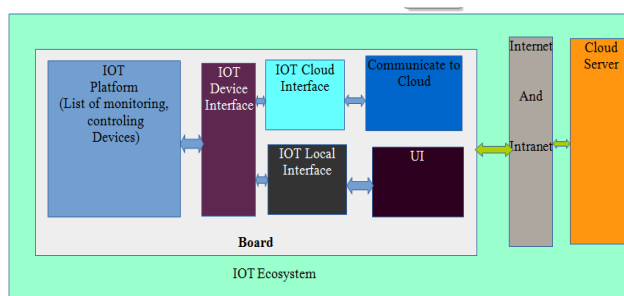 IOT
Platform
(List of monitoring,
controling
Devices)
IOT
Device
Interface
IOT Cloud
Interface
Communicate to
Cloud
IOT Local
Interface
UI
Board
IOT Ecosystem
Internet
And
Intranet
Cloud
Server